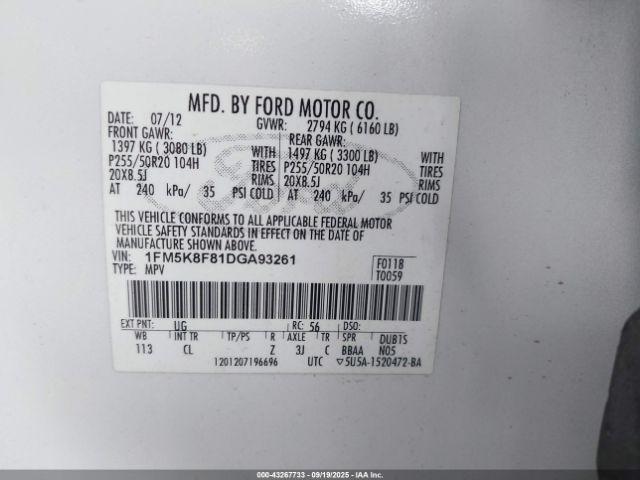 MFD. BY FORD MOTOR CO.
DATE: 07/12 GVWR: 2794 KG ( 6160 LB)
FRONT GAWR: REAR GAWR:
1397 KG ( 3080 LB) WITH 1497 KG ( 3300 LB) WITH
P255/50R20 104H TIRES P255/50R20 104H TIRES
20X8.5J RIMS 20X8.5J RIMS
AT 240 kPa/ 35 PSI COLD AT 240 kPa/ 35 PSI COLD
Ford
THIS VEHICLE CONFORMS TO ALL APPLICABLE FEDERAL MOTOR
VEHICLE SAFETY STANDARDS IN EFFECT ON THE DATE OF
MANUFACTURE SHOWN ABOVE.
VIN: 1FM5K8F81DGA93261 F0118
TYPE: MPV T0059
EXT PNT: UG RC: 56 DSO:
WB INT TR TP/PS R AXLE TR SPR DUB1S
113 CL Z 3J C BBAA N05
1201207196696 UTC ▽5U5A-1520472-BA
000-43267733 - 09/19/2025 - IAA Inc.